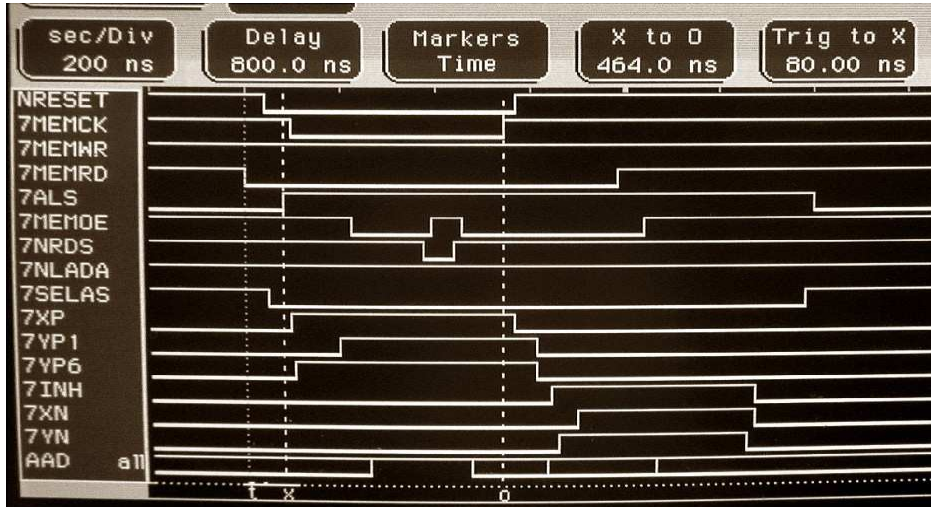 sec/Div Delay Markers X to O Trig to X
200 ns 800.0 ns Time 464.0 ns 80.00 ns
NRESET
7MEMCK
7MEMWR
7MEMRD
7ALS
7MEMOE
7NRDS
7NLADA
7SELAS
7XP
7YP1
7YP6
7INH
7XN
7YN
AAD all
t x o